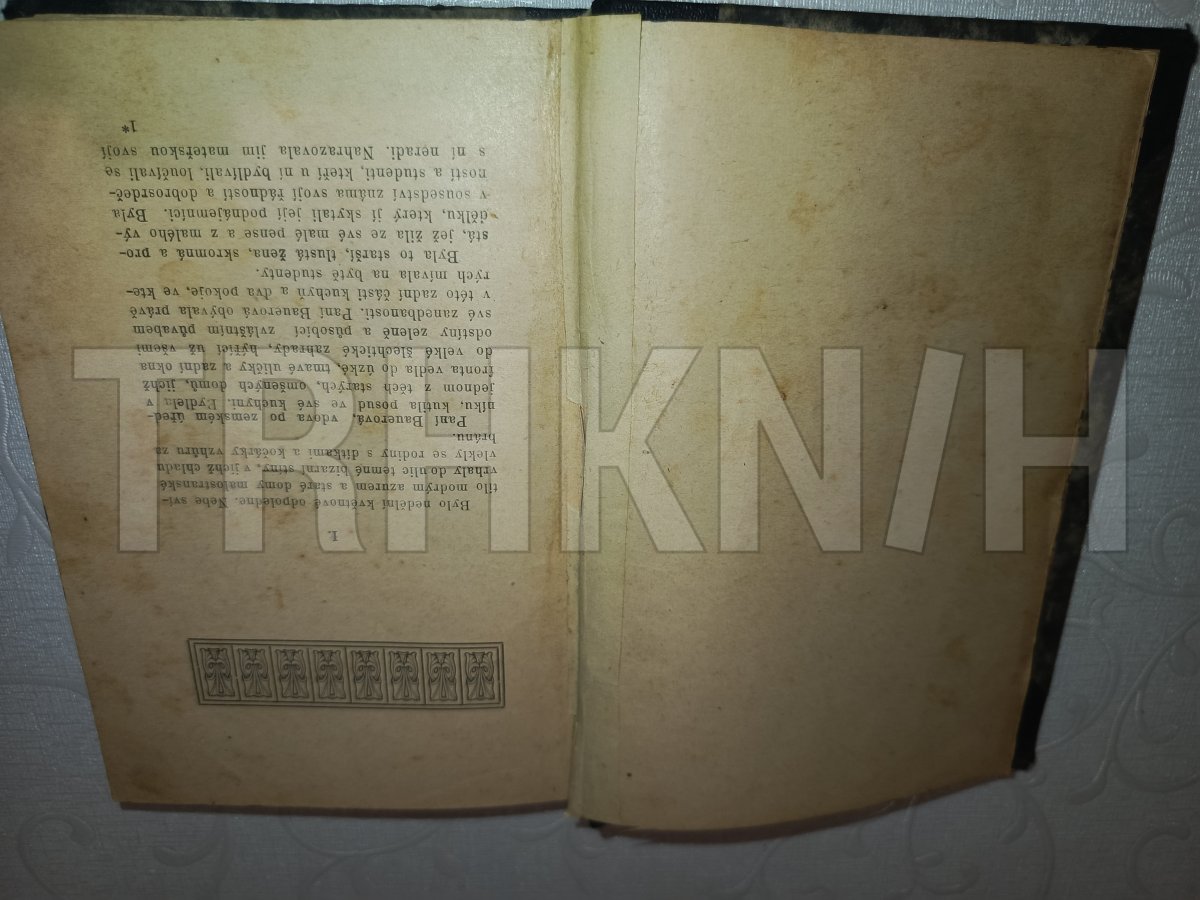 I.
Bylo nedělní květnové odpoledne. Nebe sví-
tilo modrým azurem a staré domy malostranské
vrhaly do ulic temné bizarní stíny, v jichž chladu
vlekly se rodiny s dítkami a kočárky vzhůru za
bránu.
Paní Bauerová, vdova po zemském úřed-
níku, kutila posud ve své kuchyni. Bydlela v
jednom z těch starých, omšených domů, jichž
fronta vedla do úzké, tmavé uličky a zadní okna
do velké šlechtické zahrady, hýřící už všemi
odstíny zeleně a působící zvláštním půvabem
své zanedbanosti. Paní Bauerová obývala právě
v této zadní části kuchyň a dva pokoje, ve kte-
rých mívala na bytě studenty.
Byla to starší, tlustá žena, skromná a pro-
stá, jež žila ze své malé pense a z malého vý-
dělku, který jí skytali její podnájemníci. Byla
v sousedství známa svojí řádností a dobrosrdeč-
ností a studenti, kteří u ní bydlívali, loučívali se
s ní neradi. Nahrazovala jim mateřskou svojí
1*
TRHKNIH